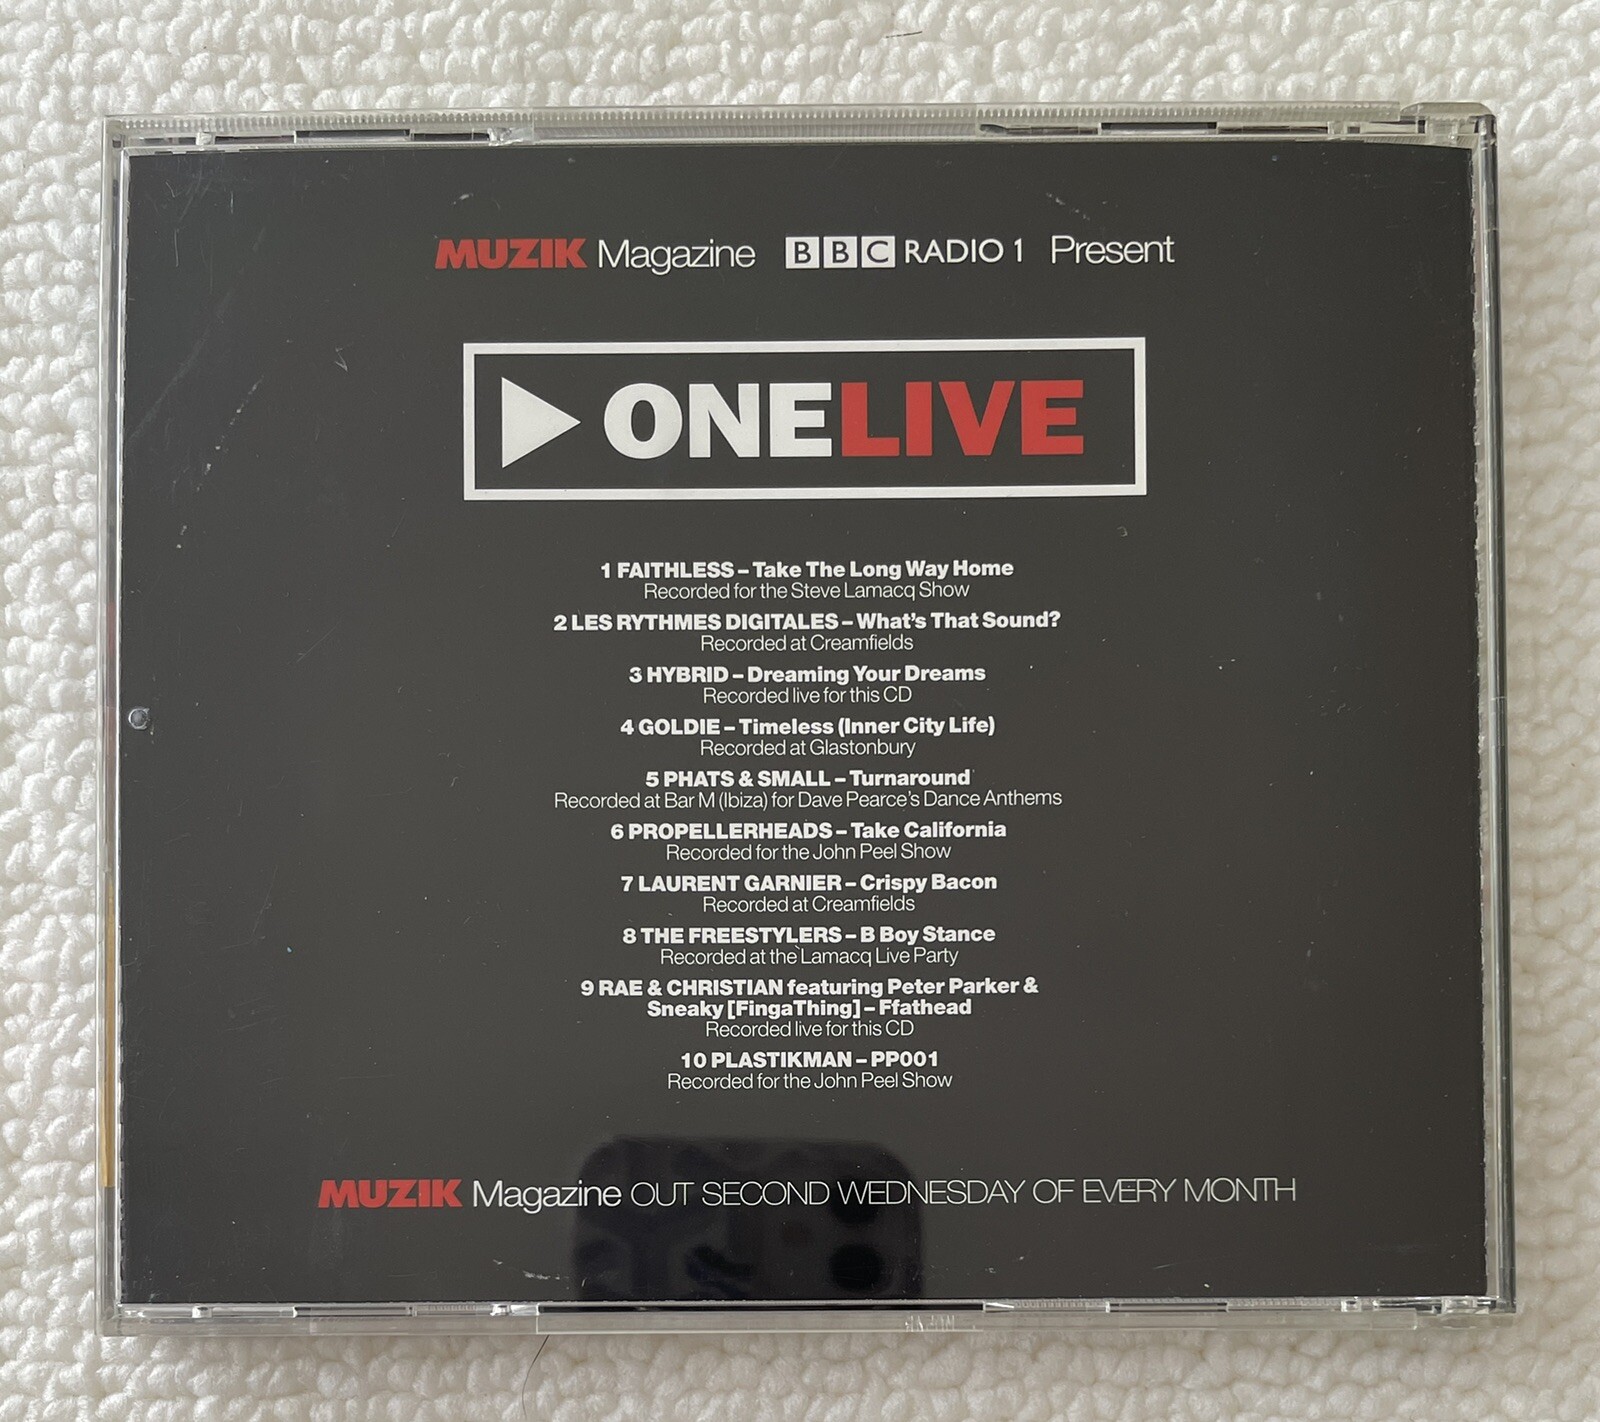 MUZIK Magazine BBC RADIO 1 Present
ONELIVE
1 FAITHLESS – Take The Long Way Home
Recorded for the Steve Lamacq Show
2 LES RYTHMES DIGITALES – What's That Sound?
Recorded at Creamfields
3 HYBRID – Dreaming Your Dreams
Recorded live for this CD
4 GOLDIE – Timeless (Inner City Life)
Recorded at Glastonbury
5 PHATS & SMALL – Turnaround
Recorded at Bar M (Ibiza) for Dave Pearce's Dance Anthems
6 PROPELLERHEADS – Take California
Recorded for the John Peel Show
7 LAURENT GARNIER – Crispy Bacon
Recorded at Creamfields
8 THE FREESTYLERS – B Boy Stance
Recorded at the Lamacq Live Party
9 RAE & CHRISTIAN featuring Peter Parker &
Sneaky [FingaThing] – Ffathead
Recorded live for this CD
10 PLASTIKMAN – PP001
Recorded for the John Peel Show
MUZIK Magazine OUT SECOND WEDNESDAY OF EVERY MONTH